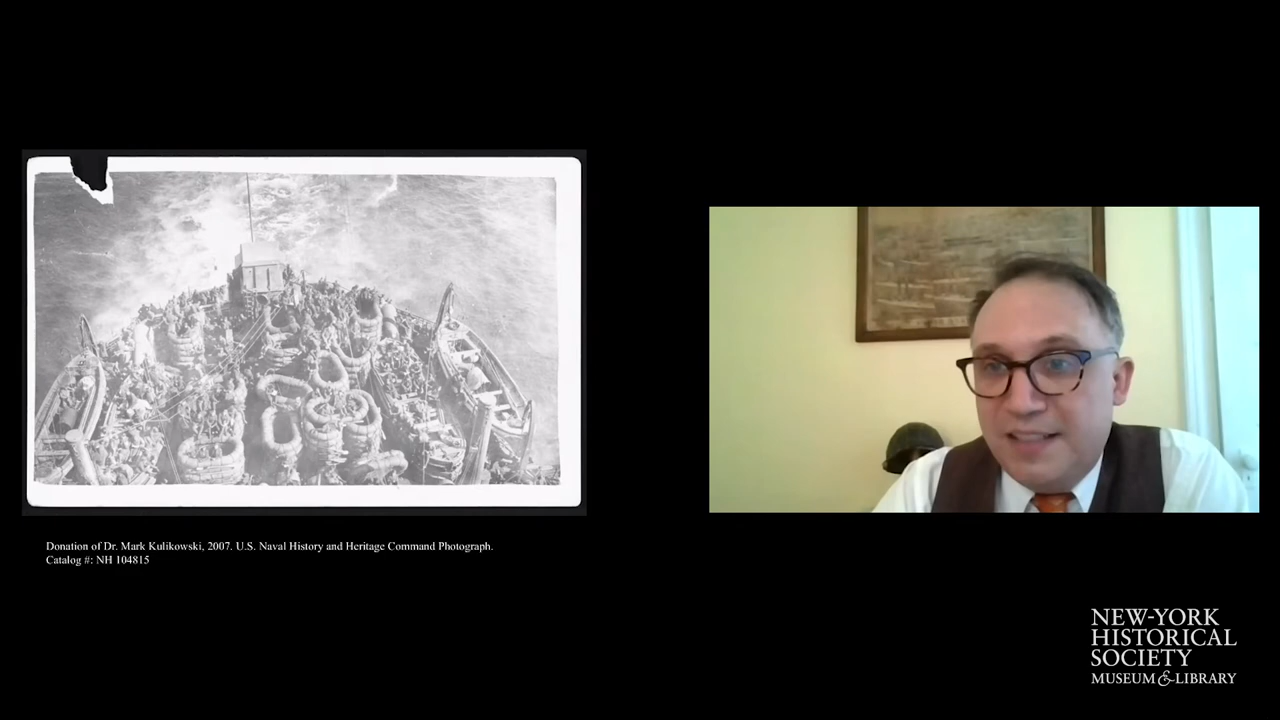 Donation of Dr. Mark Kulikowski, 2007. U.S. Naval History and Heritage Command Photograph.
Catalog #: NH 104815
NEW-YORK
HISTORICAL
SOCIETY
MUSEUM & LIBRARY